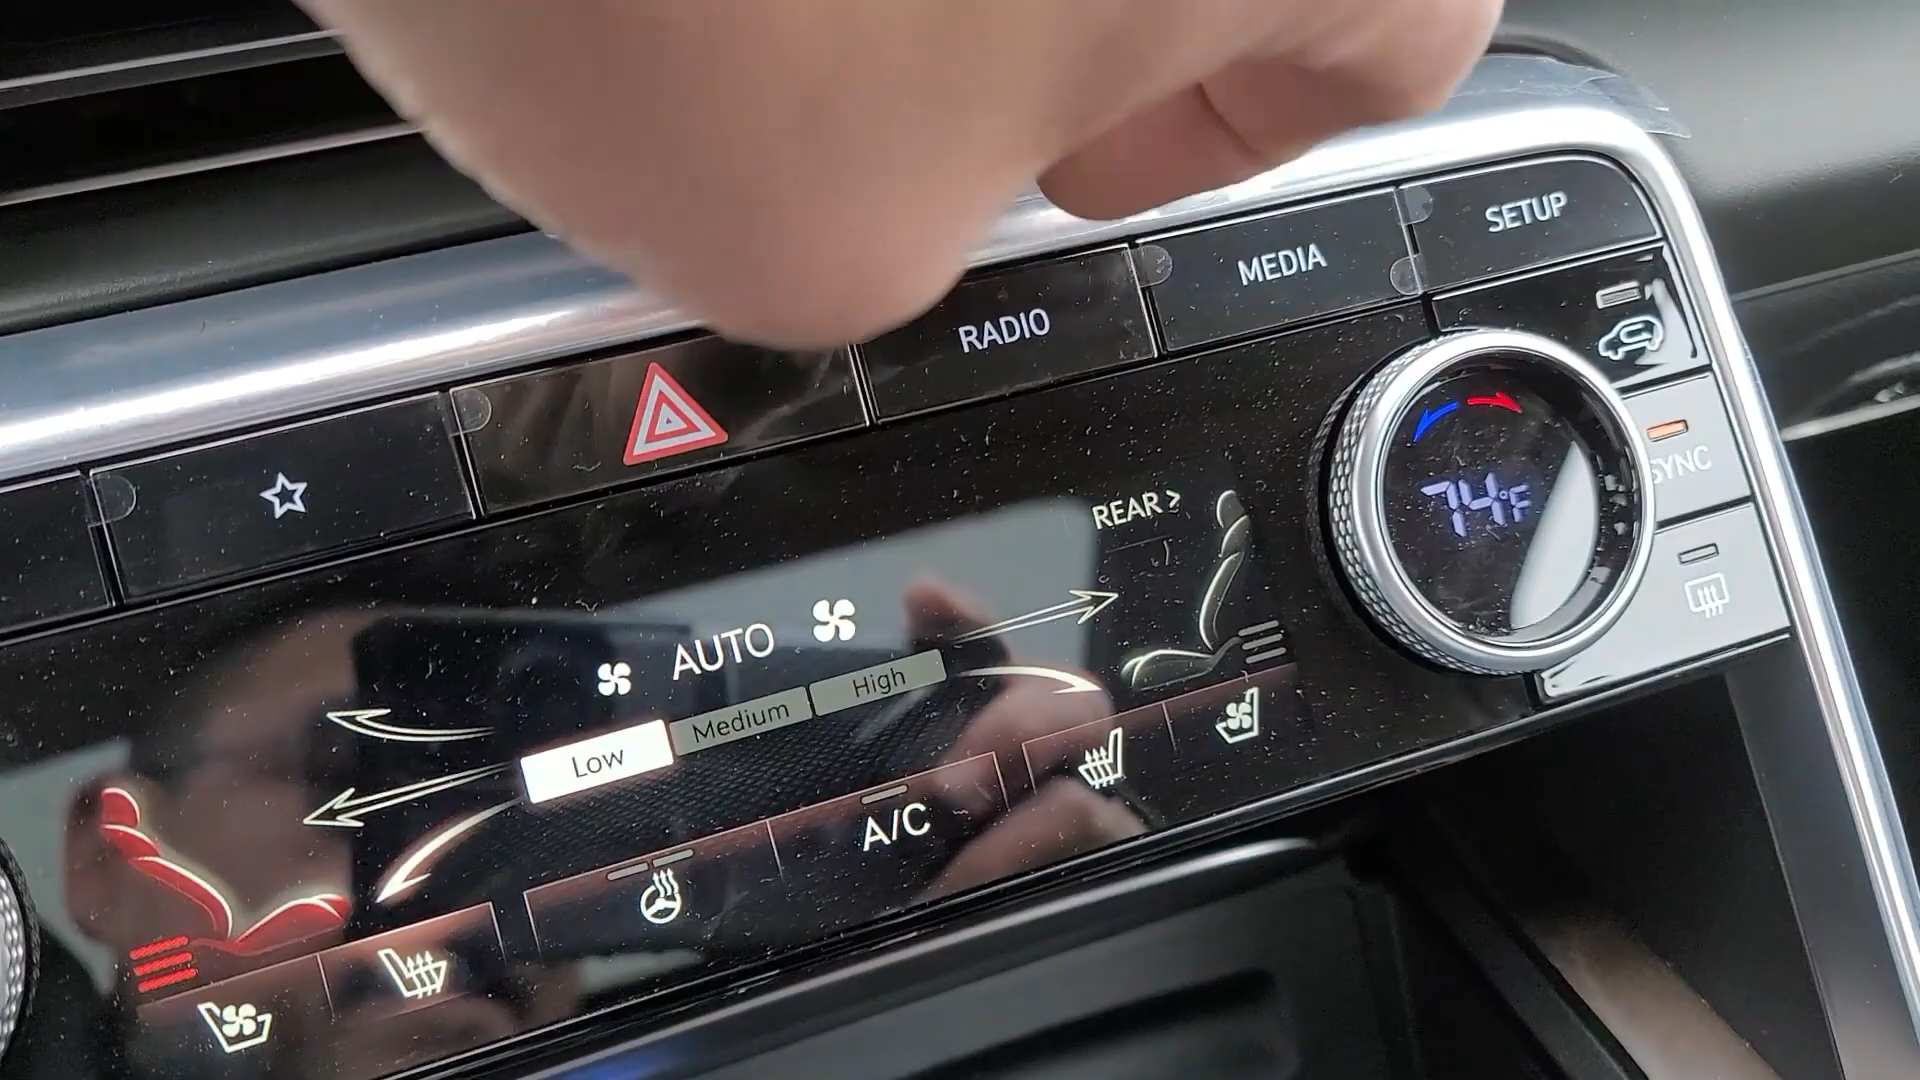 SETUP
MEDIA
RADIO
SYNC
74°F
REAR >
AUTO
Low
Medium
High
A/C